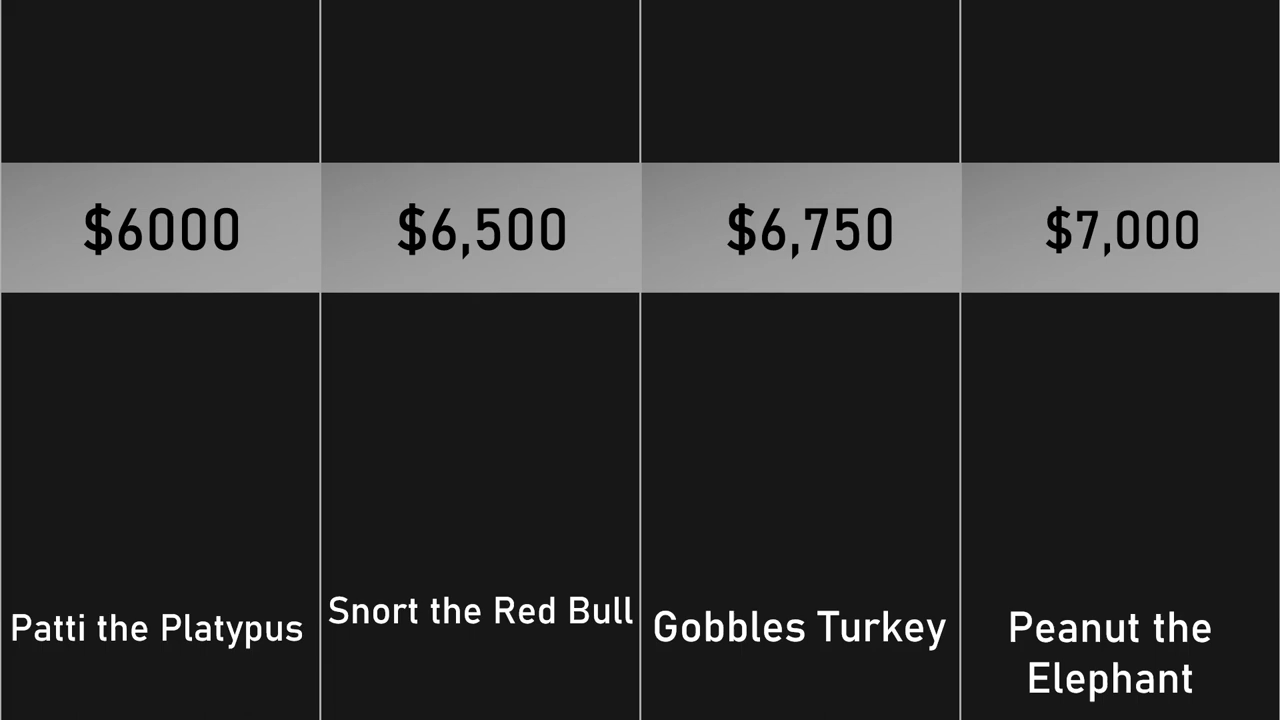 $6000
$6,500
$6,750
$7,000
Patti the Platypus
Snort the Red Bull
Gobbles Turkey
Peanut the
Elephant